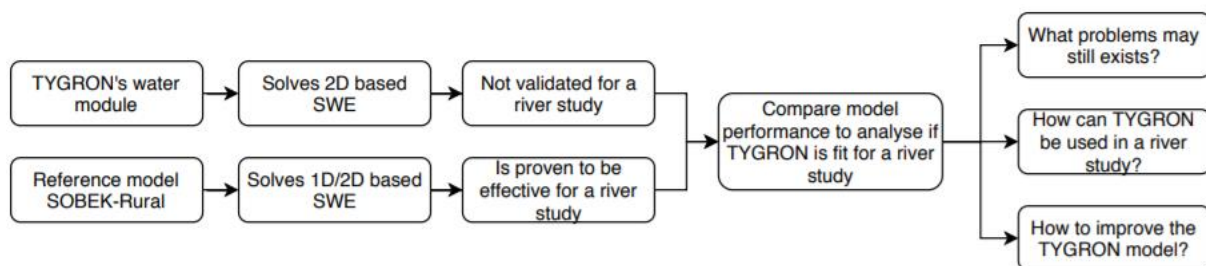 TYGRON's water
module
Solves 2D based
SWE
Not validated for a
river study
Reference model
SOBEK-Rural
Solves 1D/2D based
SWE
Is proven to be
effective for a river
study
Compare model
performance to analyse if
TYGRON is fit for a river
study
What problems may
still exists?
How can TYGRON
be used in a river
study?
How to improve the
TYGRON model?